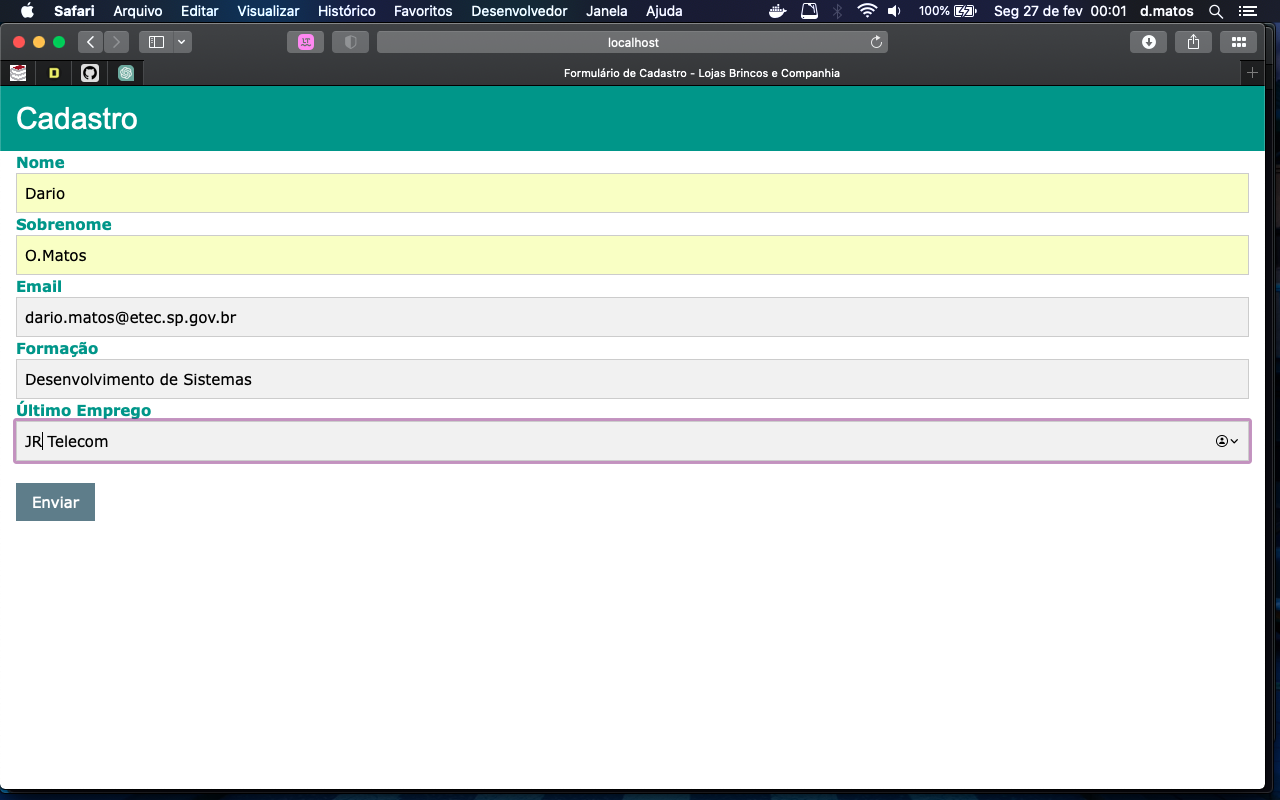 Safari Arquivo Editar Visualizar Histórico Favoritos Desenvolvedor Janela Ajuda 100% Seg 27 de fev 00:01 d.matos
LT localhost
D Formulário de Cadastro - Lojas Brincos e Companhia
Cadastro
Nome
Dario
Sobrenome
O.Matos
Email
dario.matos@etec.sp.gov.br
Formação
Desenvolvimento de Sistemas
Último Emprego
JR Telecom
Enviar